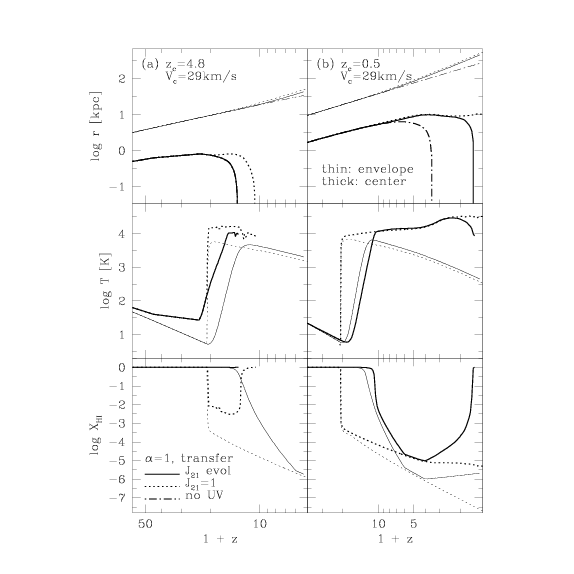 (a) z_c=4.8
V_c=29km/s
(b) z_c=0.5
V_c=29km/s
log r [kpc]
2
1
0
−1
thin: envelope
thick: center
log T [K]
4
3
2
1
log X_HI
0
−1
−2
−3
−4
−5
−6
−7
α=1, transfer
J_21 evol
J_21=1
no UV
50
10
10
5
1 + z
1 + z